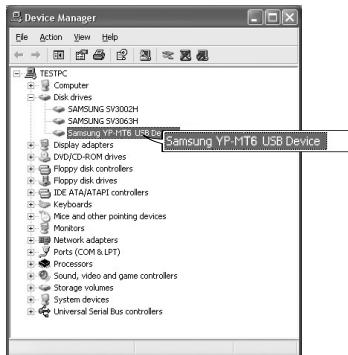 Device Manager
File Action View Help
TESTPC
Computer
Disk drives
SAMSUNG SV3002H
SAMSUNG SV3063H
Samsung YP-MT6 USB De
Samsung YP-MT6 USB Device
Display adapters
DVD/CD-ROM drives
Floppy disk controllers
Floppy disk drives
IDE ATA/ATAPI controllers
Keyboards
Mice and other pointing devices
Monitors
Network adapters
Ports (COM & LPT)
Processors
Sound, video and game controllers
Storage volumes
System devices
Universal Serial Bus controllers